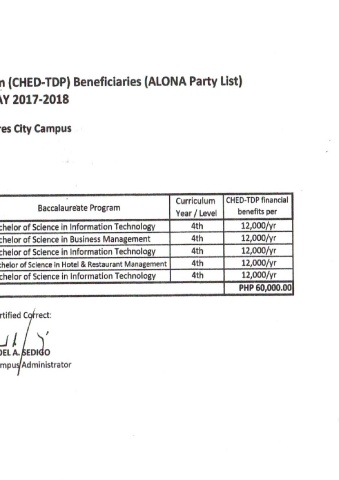 n (CHED-TDP) Beneficiaries (ALONA Party List)
AY 2017-2018
res City Campus
Baccalaureate Program Curriculum Year / Level CHED-TDP financial benefits per
chelor of Science in Information Technology 4th 12,000/yr
chelor of Science in Business Management 4th 12,000/yr
chelor of Science in Information Technology 4th 12,000/yr
chelor of Science in Hotel & Restaurant Management 4th 12,000/yr
chelor of Science in Information Technology 4th 12,000/yr
PHP 60,000.00
rtified Correct:
DEL A. SEDIGO
mpus Administrator